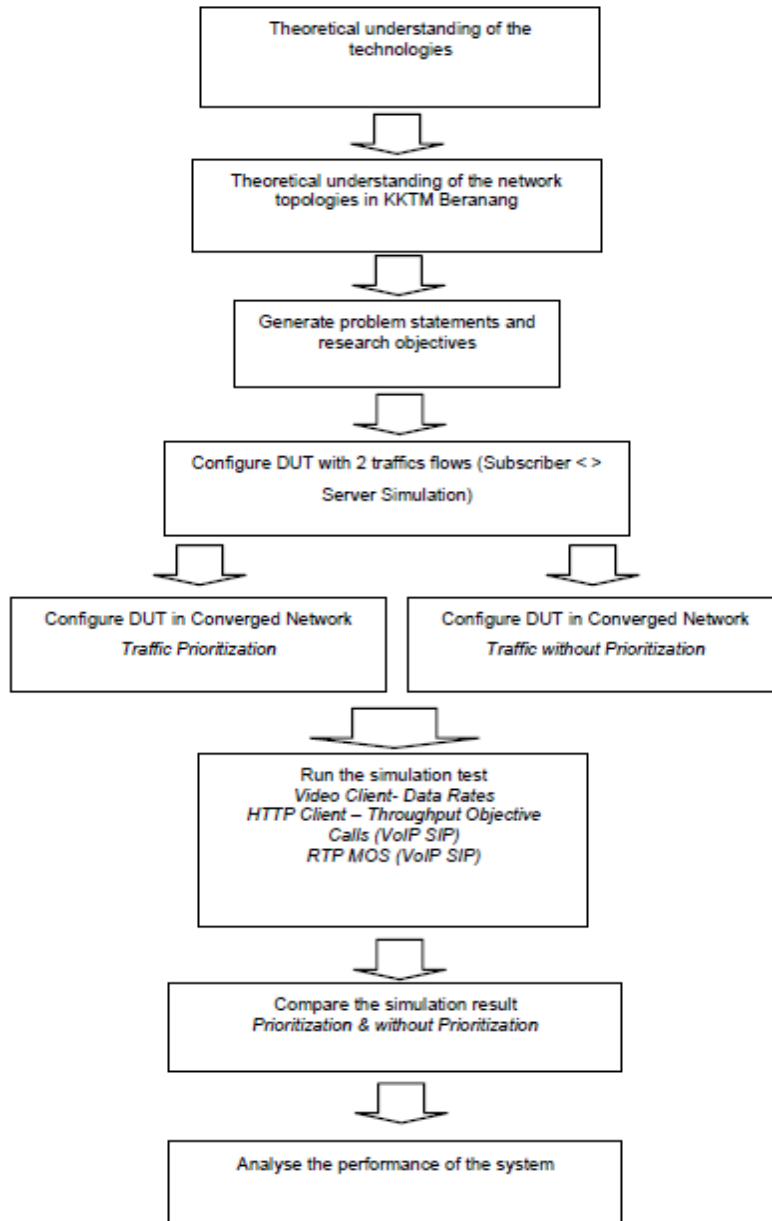 Theoretical understanding of the
technologies
Theoretical understanding of the network
topologies in KKTM Beranang
Generate problem statements and
research objectives
Configure DUT with 2 traffics flows (Subscriber < >
Server Simulation)
Configure DUT in Converged Network
Traffic Prioritization
Configure DUT in Converged Network
Traffic without Prioritization
Run the simulation test
Video Client- Data Rates
HTTP Client – Throughput Objective
Calls (VoIP SIP)
RTP MOS (VoIP SIP)
Compare the simulation result
Prioritization & without Prioritization
Analyse the performance of the system